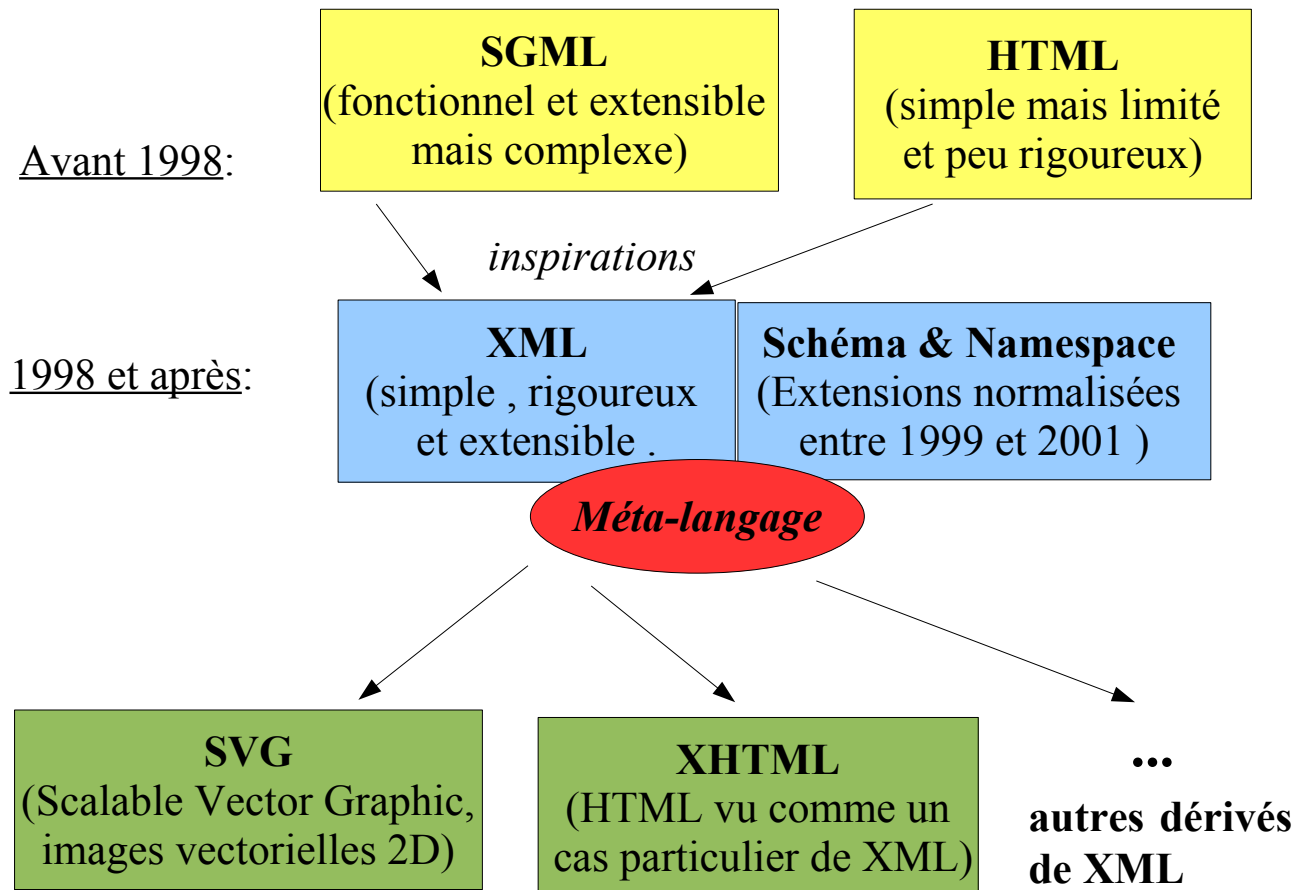 SGML
(fonctionnel et extensible
mais complexe)
HTML
(simple mais limité
et peu rigoureux)
Avant 1998:
inspirations
1998 et après:
XML
(simple , rigoureux
et extensible .
Schéma & Namespace
(Extensions normalisées
entre 1999 et 2001 )
Méta-langage
SVG
(Scalable Vector Graphic,
images vectorielles 2D)
XHTML
(HTML vu comme un
cas particulier de XML)
...
autres dérivés
de XML